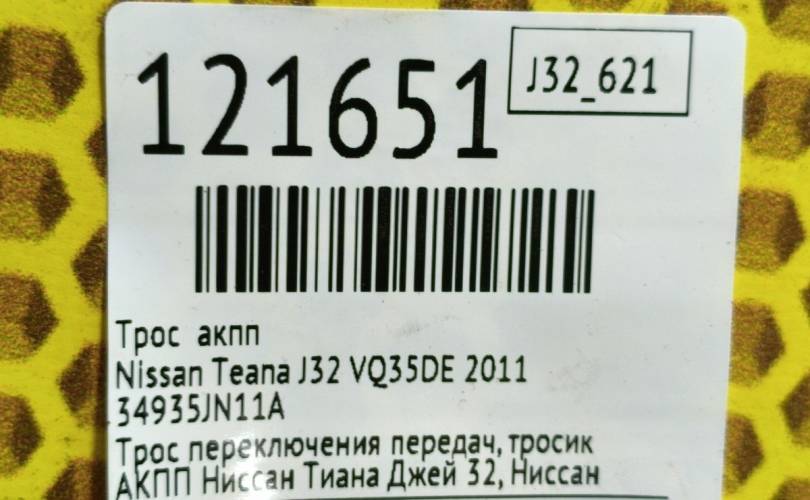 121651
J32_621
Трос акпп
Nissan Teana J32 VQ35DE 2011
34935JN11A
Трос переключения передач, тросик
АКПП Ниссан Тиана Джей 32, Ниссан